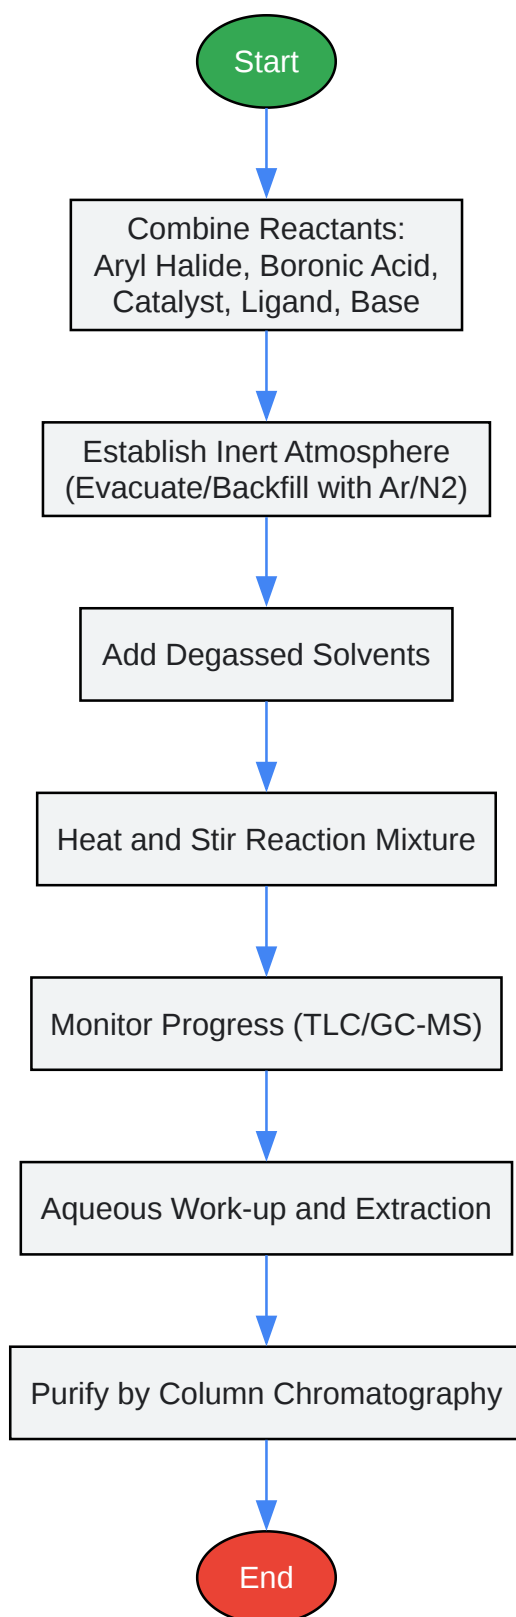 Start
Combine Reactants:
Aryl Halide, Boronic Acid,
Catalyst, Ligand, Base
Establish Inert Atmosphere
(Evacuate/Backfill with Ar/N2)
Add Degassed Solvents
Heat and Stir Reaction Mixture
Monitor Progress (TLC/GC-MS)
Aqueous Work-up and Extraction
Purify by Column Chromatography
End